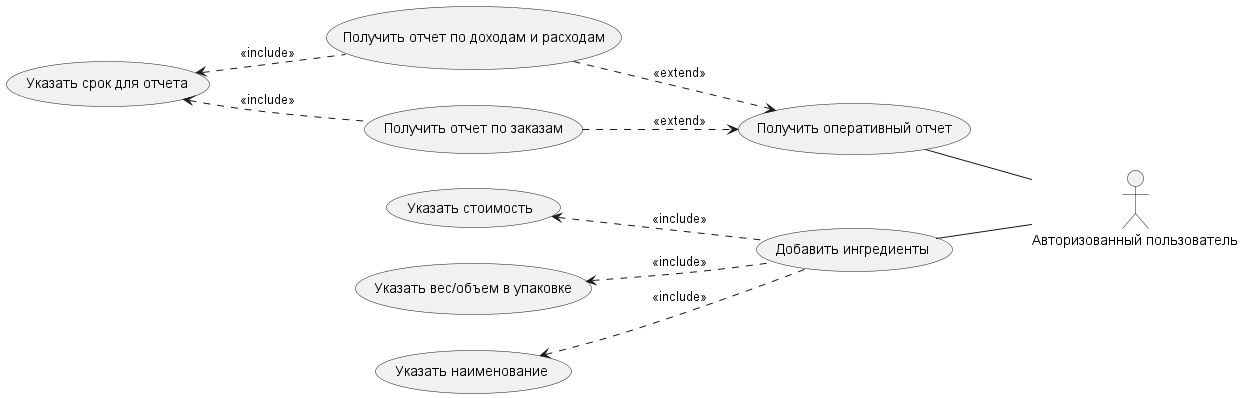 Получить отчет по доходам и расходам
«include»
«extend»
Указать срок для отчета
«include»
«extend»
Получить отчет по заказам
Получить оперативный отчет
Указать стоимость
«include»
Авторизованный пользователь
Добавить ингредиенты
«include»
Указать вес/объем в упаковке
«include»
Указать наименование